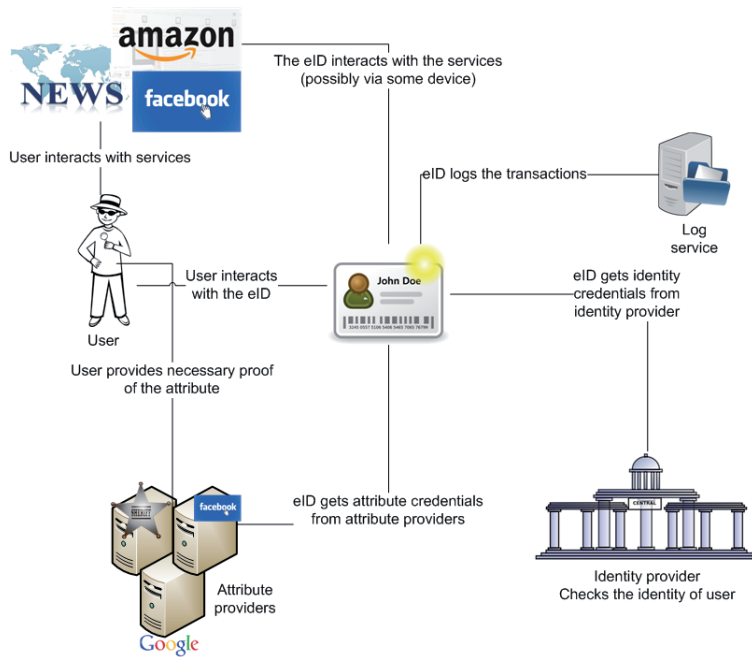 amazon
NEWS
facebook
The eID interacts with the services
(possibly via some device)
User interacts with services
eID logs the transactions
Log
service
User interacts
with the eID
John Doe
eID gets identity
credentials from
identity provider
User
User provides necessary proof
of the attribute
facebook
eID gets attribute credentials
from attribute providers
CENTRAL
Attribute
providers
Google
Identity provider
Checks the identity of user